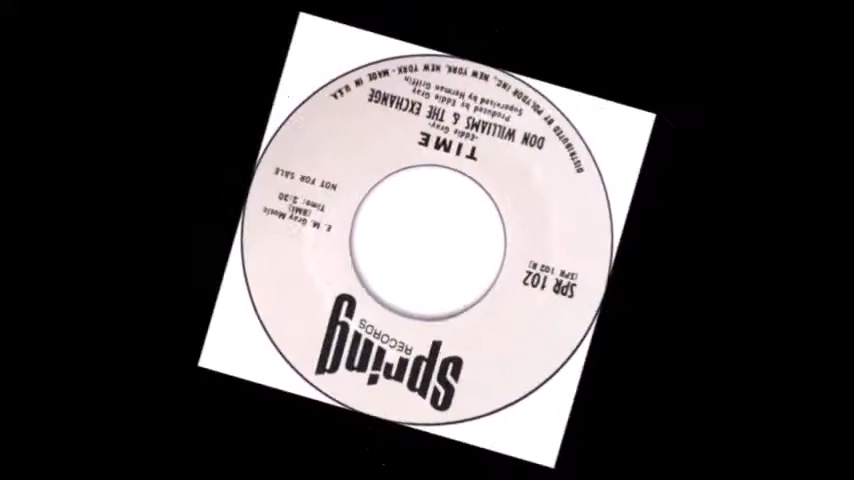 spring
RECORDS
SPR 102
(SPR 102 R)
E. M. Gray Music
(BMI)
Time: 2:30
NOT FOR SALE
TIME
-Eddie Gray-
DON WILLIAMS & THE EXCHANGE
Produced by Eddie Gray
Supervised by Herman Griffin
DISTRIBUTED BY POLYDOR INC., NEW YORK, NEW YORK - MADE IN U.S.A.